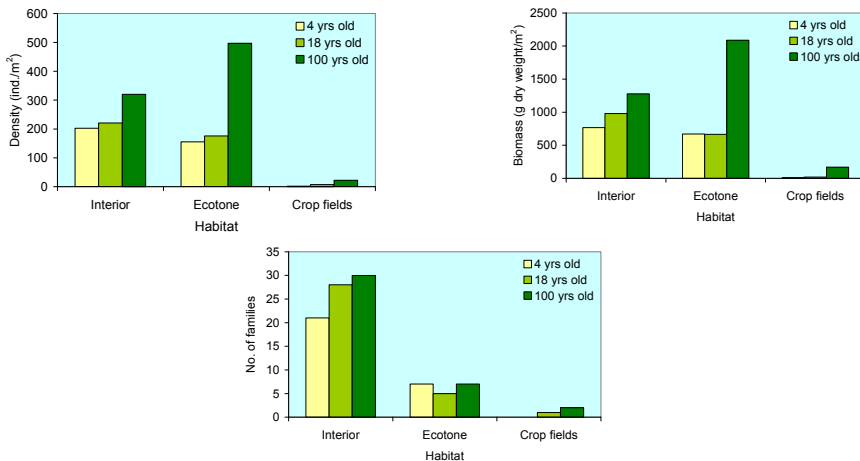 Density (ind./m²)
600
500
400
300
200
100
0
4 yrs old
18 yrs old
100 yrs old
Interior Ecotone Crop fields
Habitat
Biomass (g dry weight/m²)
2500
2000
1500
1000
500
0
4 yrs old
18 yrs old
100 yrs old
Interior Ecotone Crop fields
Habitat
No. of families
35
30
25
20
15
10
5
0
4 yrs old
18 yrs old
100 yrs old
Interior Ecotone Crop fields
Habitat